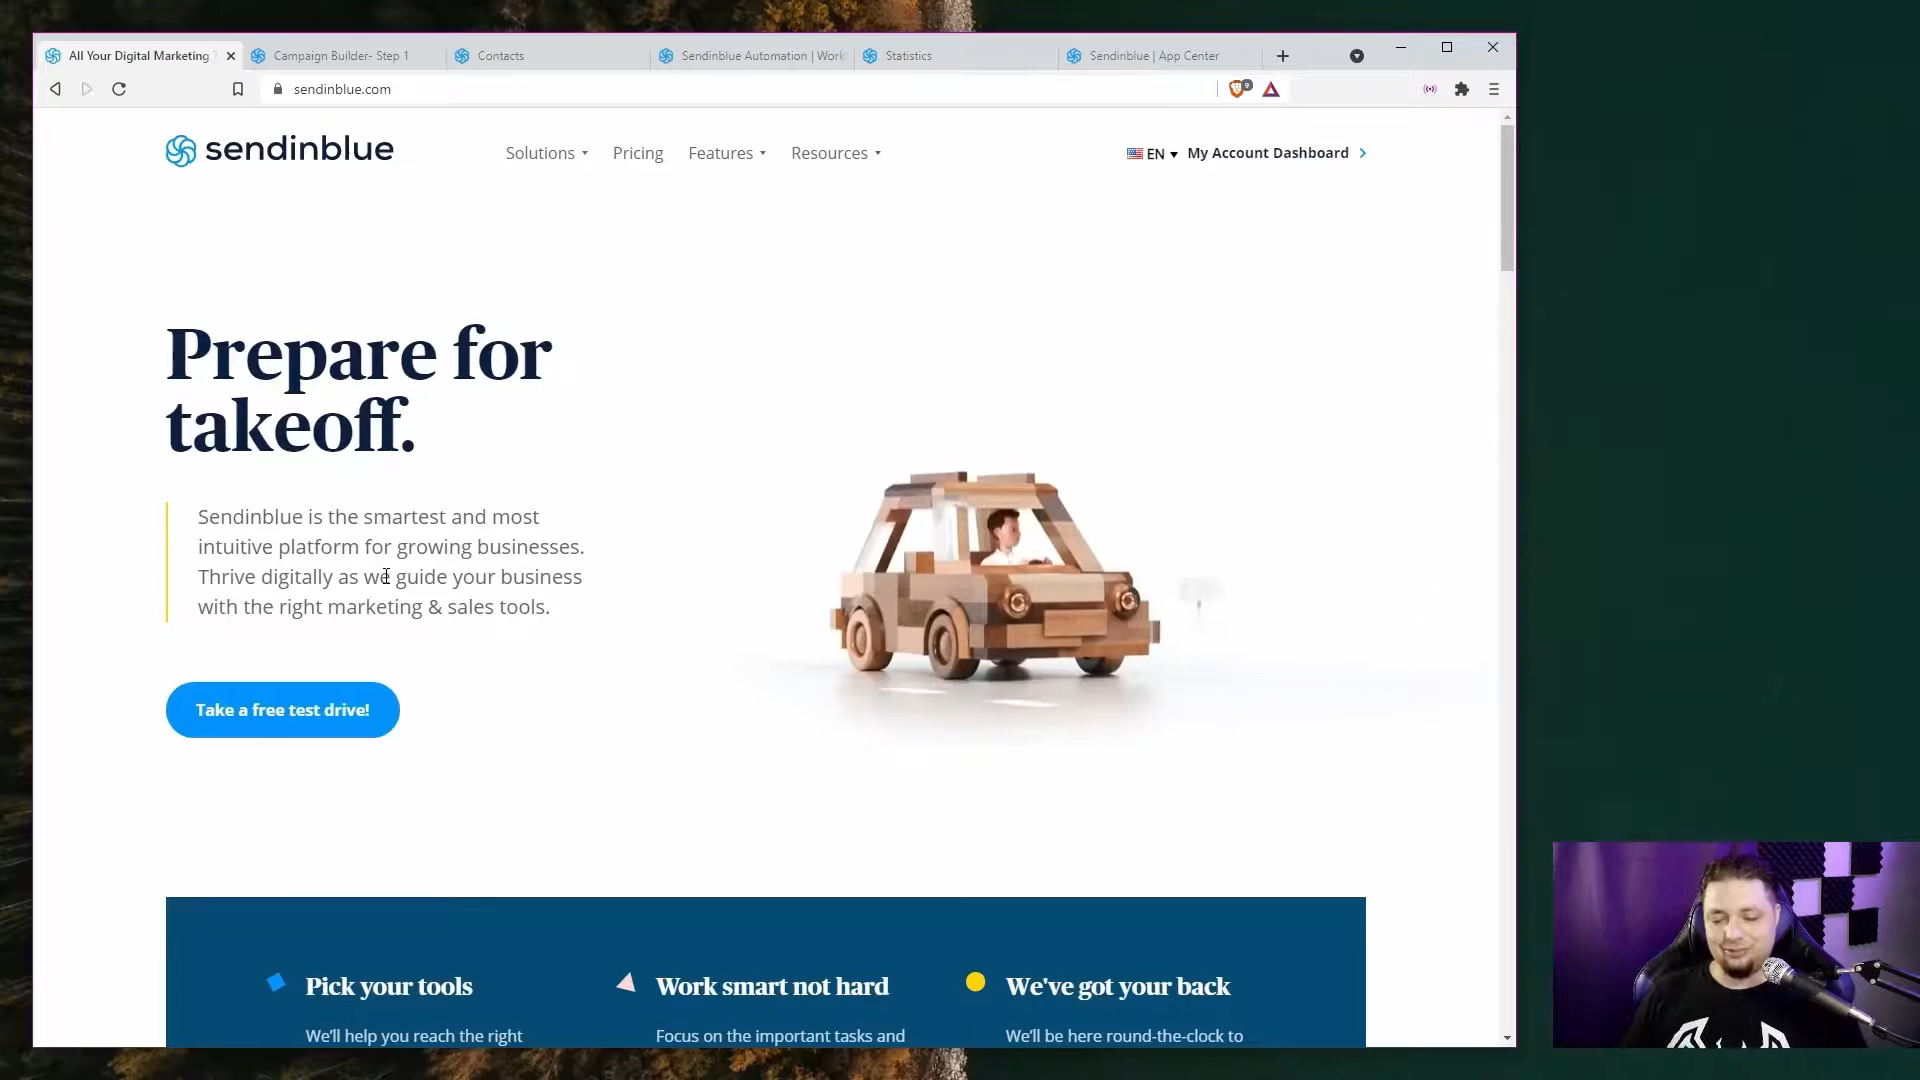 All Your Digital Marketing
Campaign Builder- Step 1
Contacts
Sendinblue Automation | Work
Statistics
Sendinblue | App Center
sendinblue.com
9
sendinblue
Solutions
Pricing
Features
Resources
EN
My Account Dashboard
Prepare for
takeoff.
Sendinblue is the smartest and most
intuitive platform for growing businesses.
Thrive digitally as we guide your business
with the right marketing & sales tools.
Take a free test drive!
Pick your tools
We'll help you reach the right
Work smart not hard
Focus on the important tasks and
We've got your back
We'll be here round-the-clock to